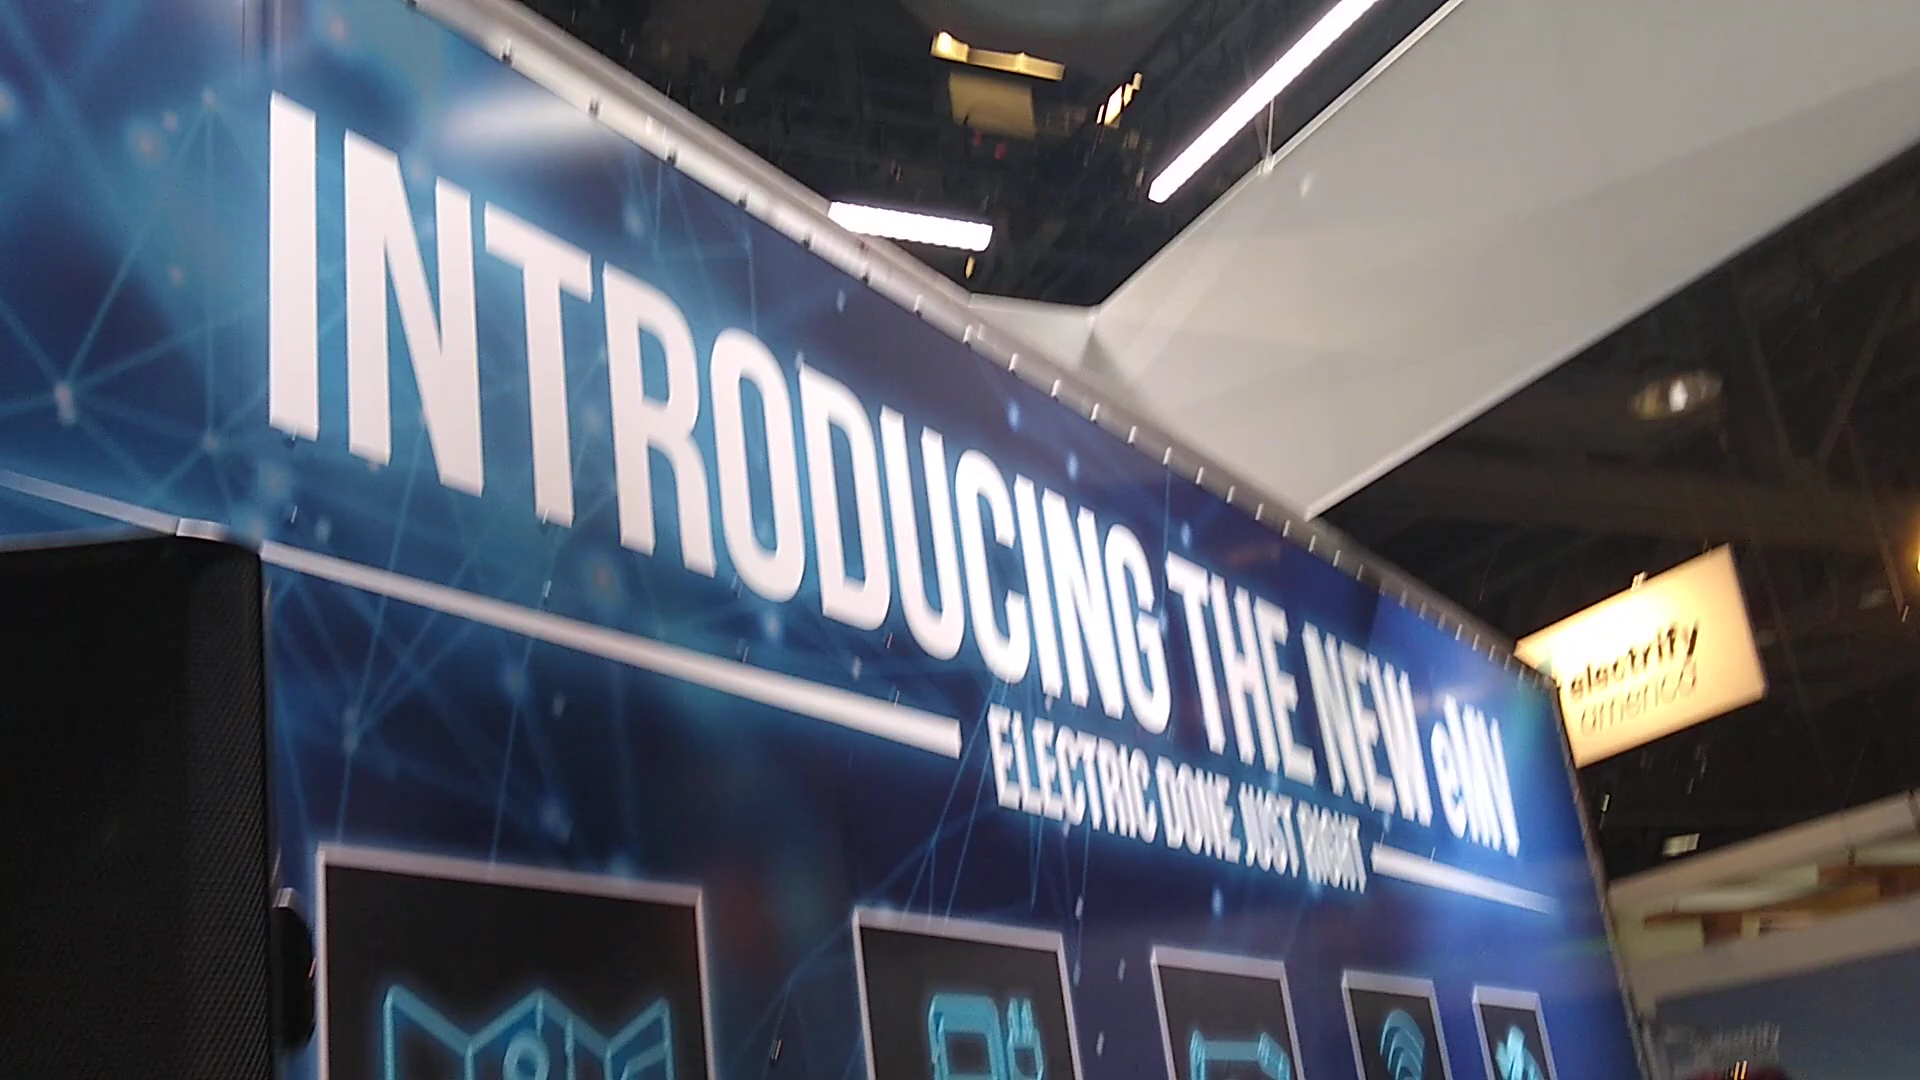 INTRODUCING THE NEW eMV
ELECTRIC DONE JUST RIGHT
electrify
america